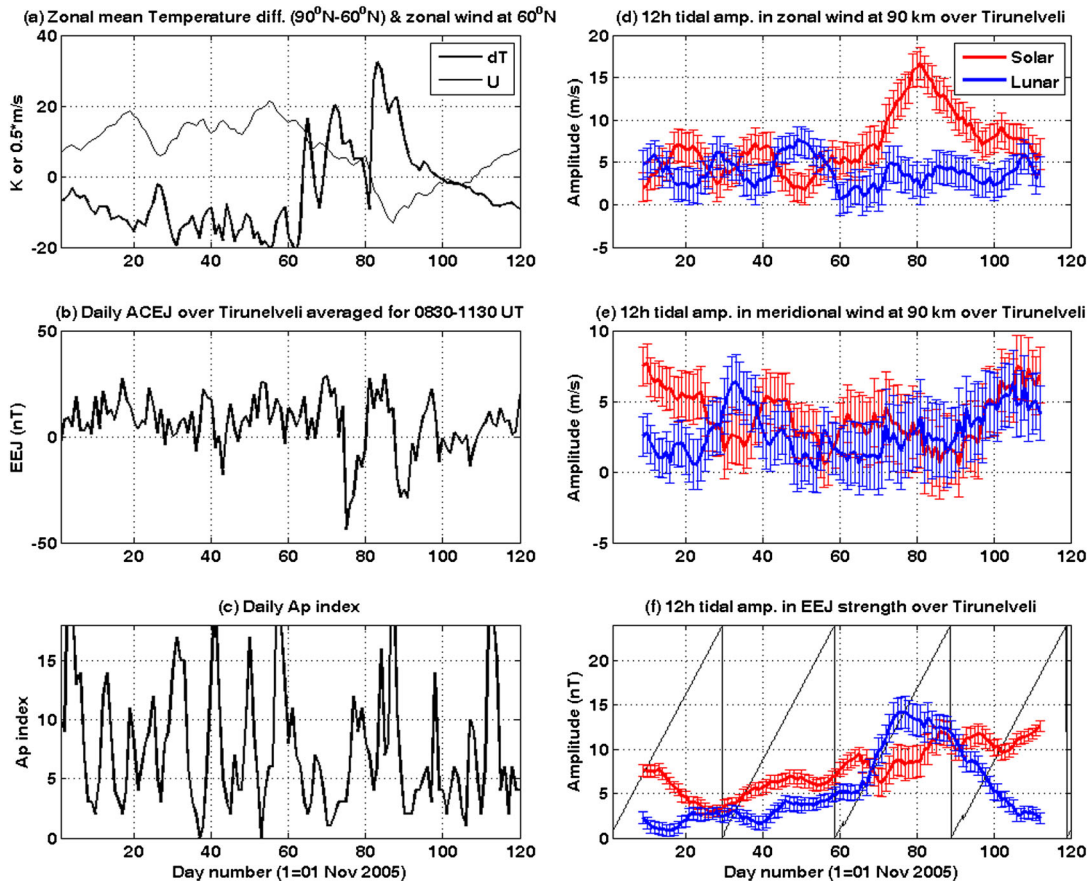 (a) Zonal mean Temperature diff. (90⁰N-60⁰N) & zonal wind at 60⁰N
40
20
0
-20
K or 0.5*m/s
dT
U
20 40 60 80 100 120
(b) Daily ACEJ over Tirunelveli averaged for 0830-1130 UT
50
0
-50
EEJ (nT)
20 40 60 80 100 120
(c) Daily Ap index
15
10
5
0
Ap index
20 40 60 80 100 120
Day number (1=01 Nov 2005)
(d) 12h tidal amp. in zonal wind at 90 km over Tirunelveli
20
15
10
5
0
-5
Amplitude (m/s)
Solar
Lunar
20 40 60 80 100 120
(e) 12h tidal amp. in meridional wind at 90 km over Tirunelveli
10
5
0
-5
Amplitude (m/s)
20 40 60 80 100 120
(f) 12h tidal amp. in EEJ strength over Tirunelveli
20
15
10
5
0
Amplitude (nT)
20 40 60 80 100 120
Day number (1=01 Nov 2005)